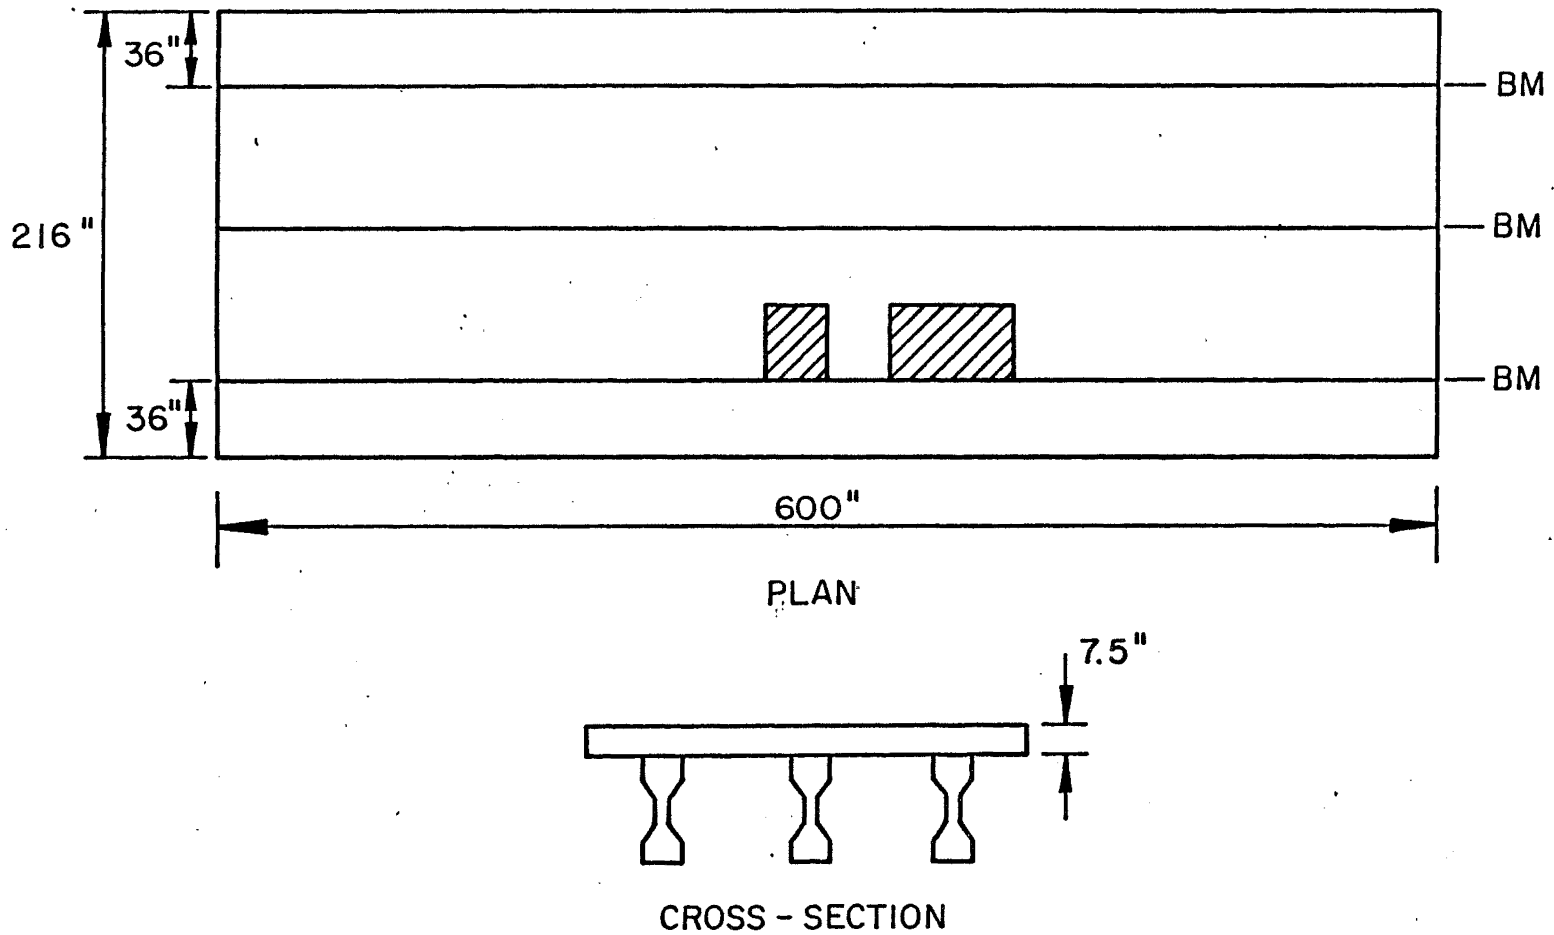 36"
BM
216"
BM
BM
36"
600"
PLAN
7.5"
CROSS - SECTION